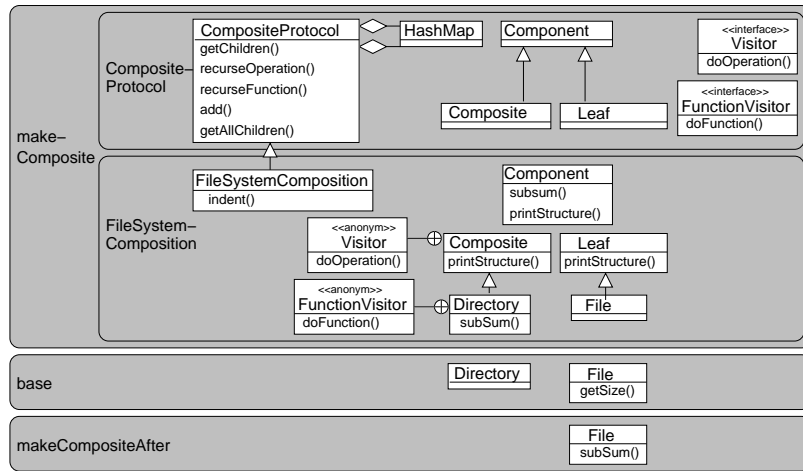 make–
Composite
Composite–
Protocol
CompositeProtocol
getChildren()
recurseOperation()
recurseFunction()
add()
getAllChildren()
HashMap
Component
Composite
Leaf
<<interface>>
Visitor
doOperation()
<<interface>>
FunctionVisitor
doFunction()
FileSystem–
Composition
FileSystemComposition
indent()
Component
subsum()
printStructure()
<<anonym>>
Visitor
doOperation()
Composite
printStructure()
Leaf
printStructure()
<<anonym>>
FunctionVisitor
doFunction()
Directory
subSum()
File
base
Directory
File
getSize()
makeCompositeAfter
File
subSum()